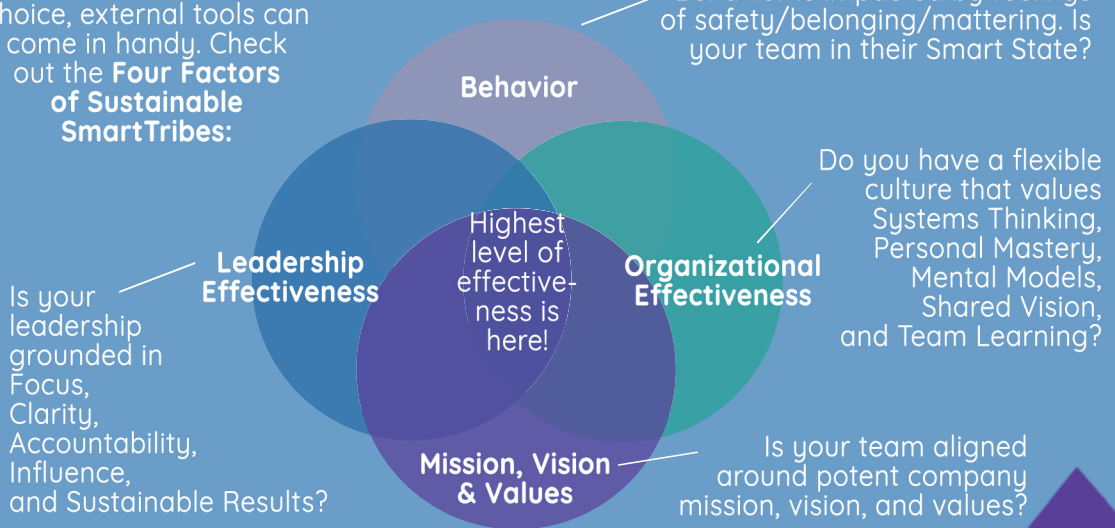 come in handy. Check
out the Four Factors
of Sustainable
SmartTribes:
of safety/belonging/mattering. Is
your team in their Smart State?
Behavior
Do you have a flexible
culture that values
Systems Thinking,
Personal Mastery,
Mental Models,
Shared Vision,
and Team Learning?
Highest
level of
effective-
ness is
here!
Leadership
Effectiveness
Organizational
Effectiveness
Is your
leadership
grounded in
Focus,
Clarity,
Accountability,
Influence,
and Sustainable Results?
Mission, Vision
& Values
Is your team aligned
around potent company
mission, vision, and values?